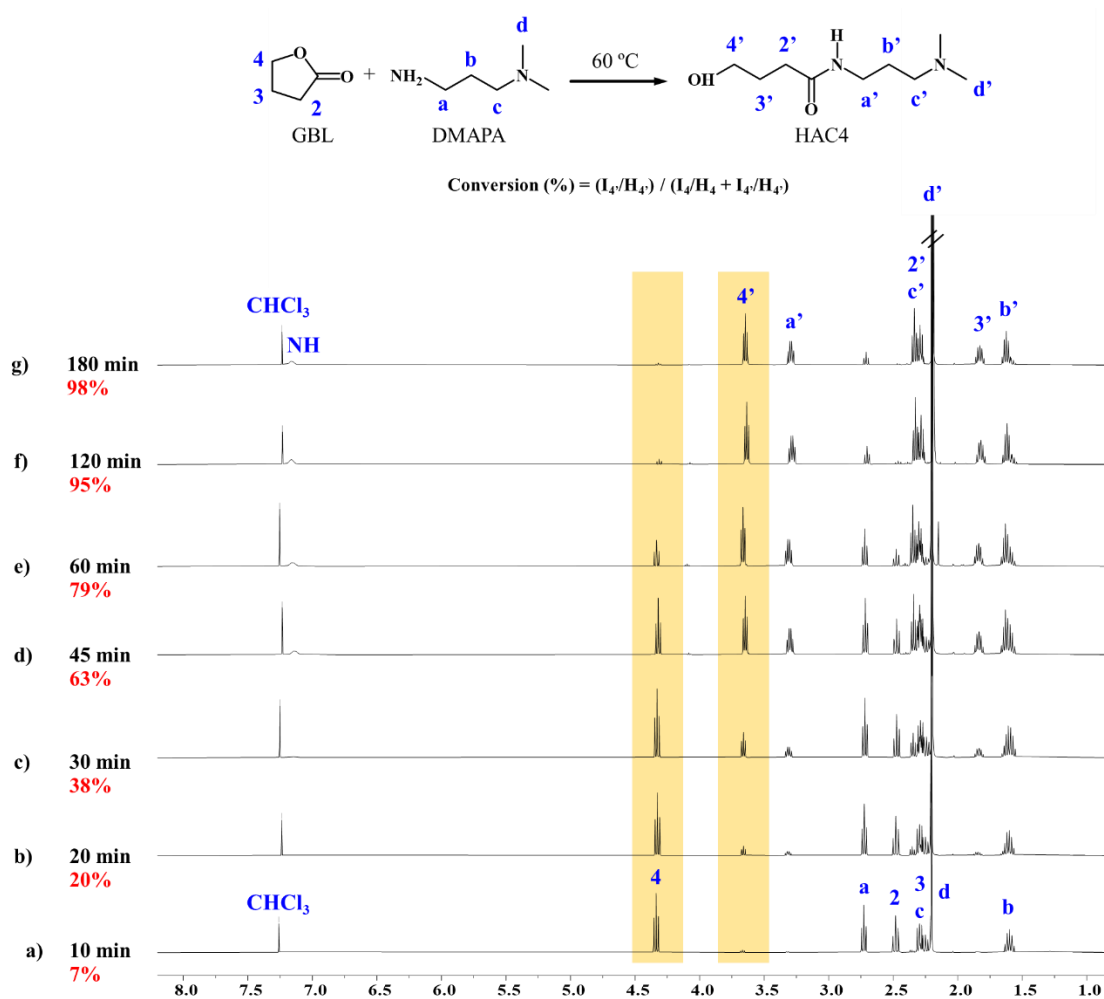 d
4 O H
4' 2' b'
b
O + NH₂ N 60 ºC OH N N
3 a c 3' O a' c' d'
2
GBL DMAPA HAC4
Conversion (%) = (I₄'/H₄') / (I₄/H₄ + I₄'/H₄')
d'
2'
CHCl₃ 4' c' b'
a' 3'
NH
g) 180 min
98%
f) 120 min
95%
e) 60 min
79%
d) 45 min
63%
c) 30 min
38%
b) 20 min
20%
4 3
CHCl₃ a 2 c d b
a) 10 min
7%
8.0 7.5 7.0 6.5 6.0 5.5 5.0 4.5 4.0 3.5 3.0 2.5 2.0 1.5 1.0